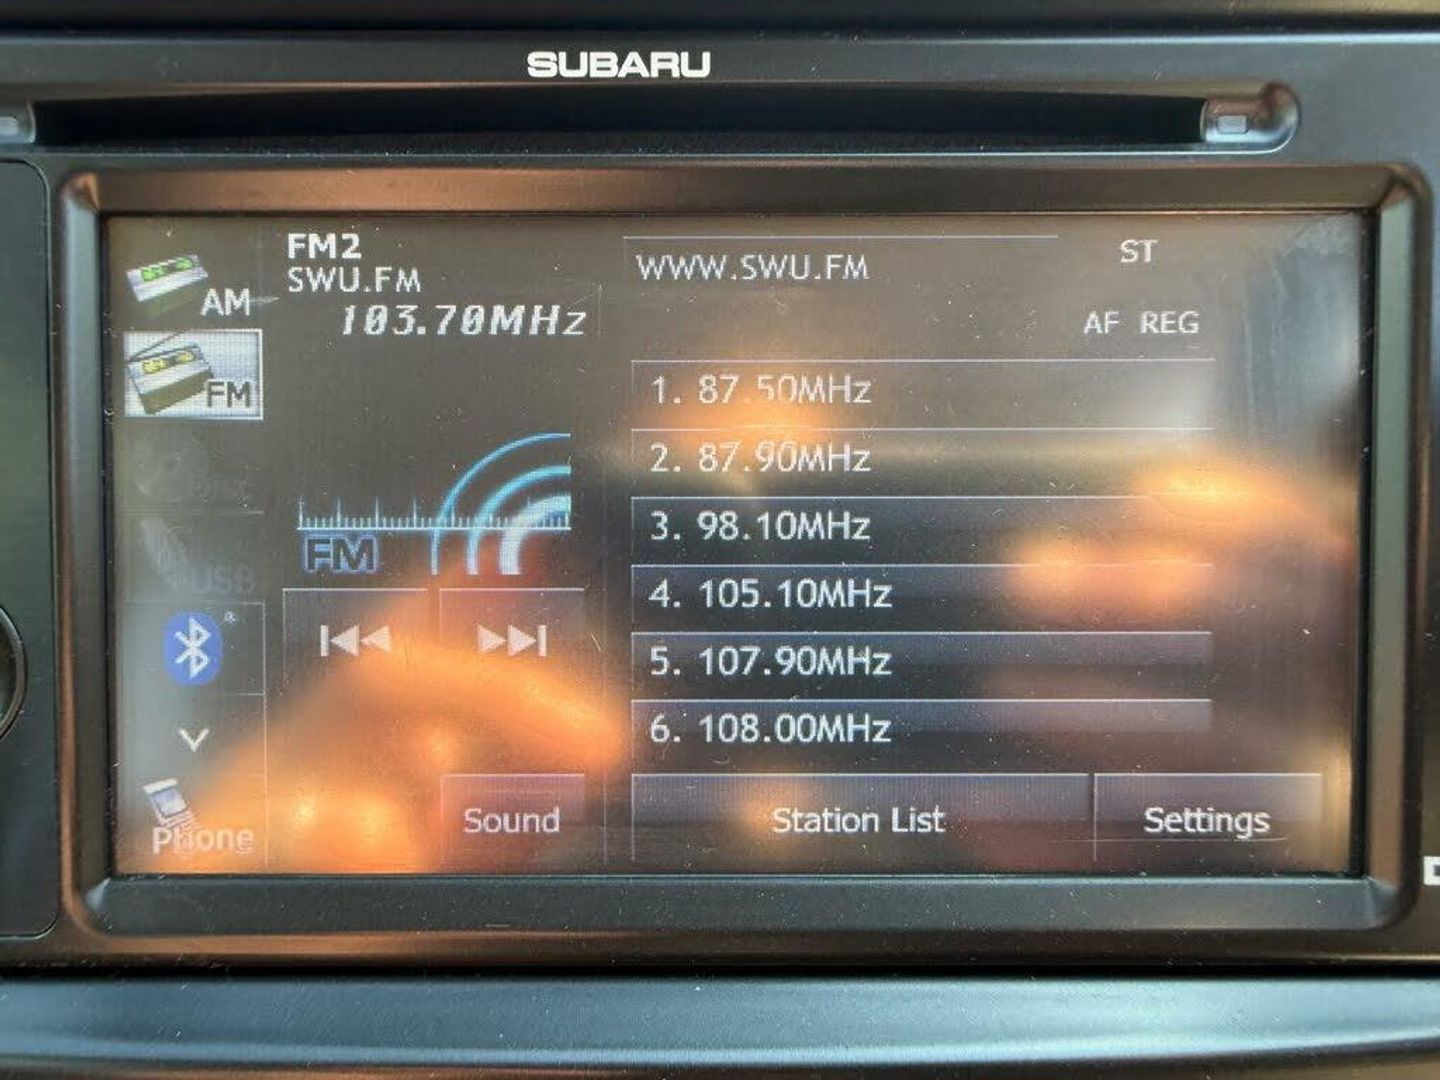 SUBARU
FM2
SWU.FM
103.70MHz
WWW.SWU.FM
ST
AF REG
AM
FM
USB
Phone
FM
1. 87.50MHz
2. 87.90MHz
3. 98.10MHz
4. 105.10MHz
5. 107.90MHz
6. 108.00MHz
Sound
Station List
Settings